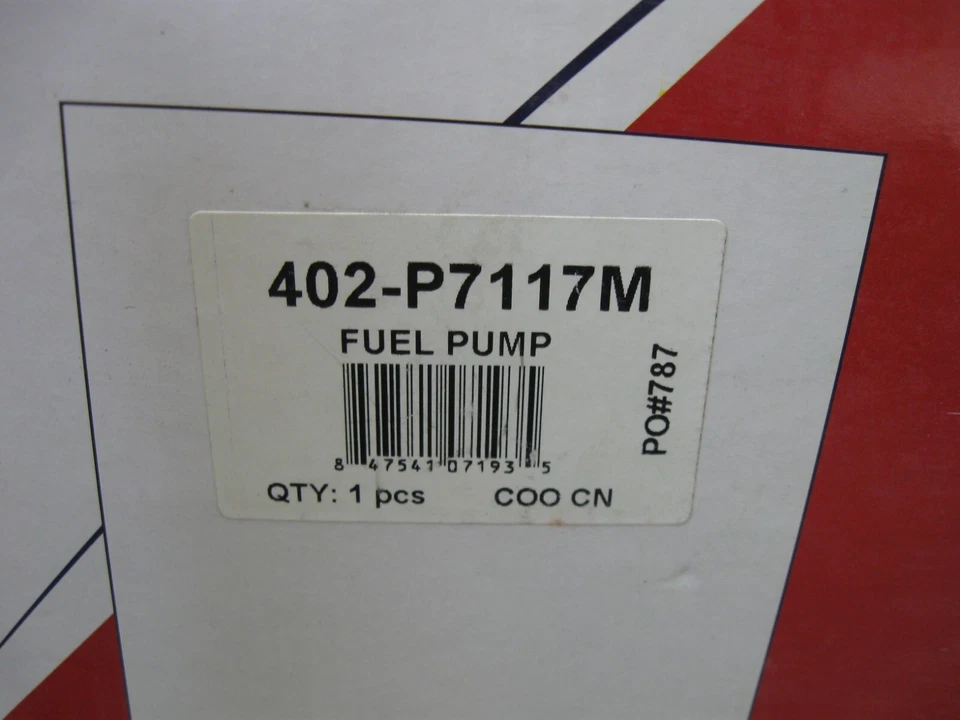 402-P7117M
FUEL PUMP
8 47541 07193 5
QTY: 1 pcs COO CN
PO#787